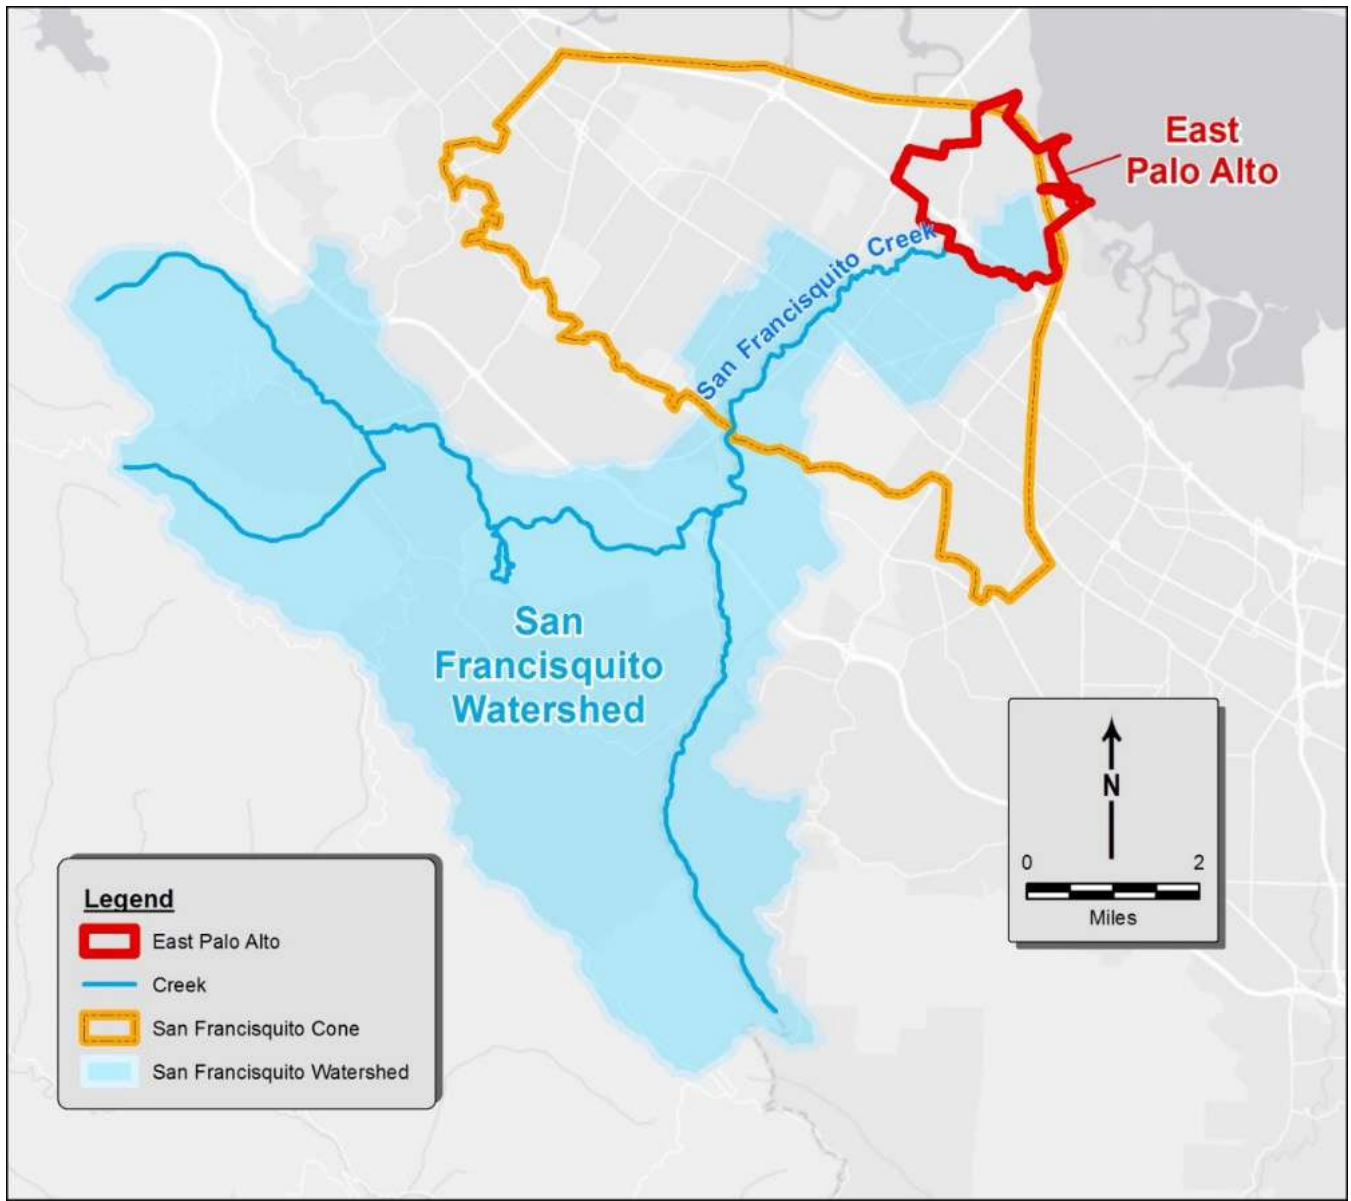 East
Palo Alto
San Francisquito Creek
San
Francisquito
Watershed
N
0 2
Miles
Legend
East Palo Alto
Creek
San Francisquito Cone
San Francisquito Watershed